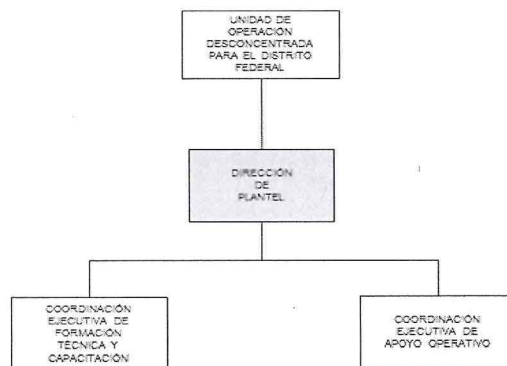 UNIDAD DE
OPERACIÓN
DESCONCENTRADA
PARA EL DISTRITO
FEDERAL
DIRECCIÓN
DE
PLANTEL
COORDINACIÓN
EJECUTIVA DE
FORMACIÓN
TÉCNICA Y
CAPACITACIÓN
COORDINACIÓN
EJECUTIVA DE
APOYO OPERATIVO